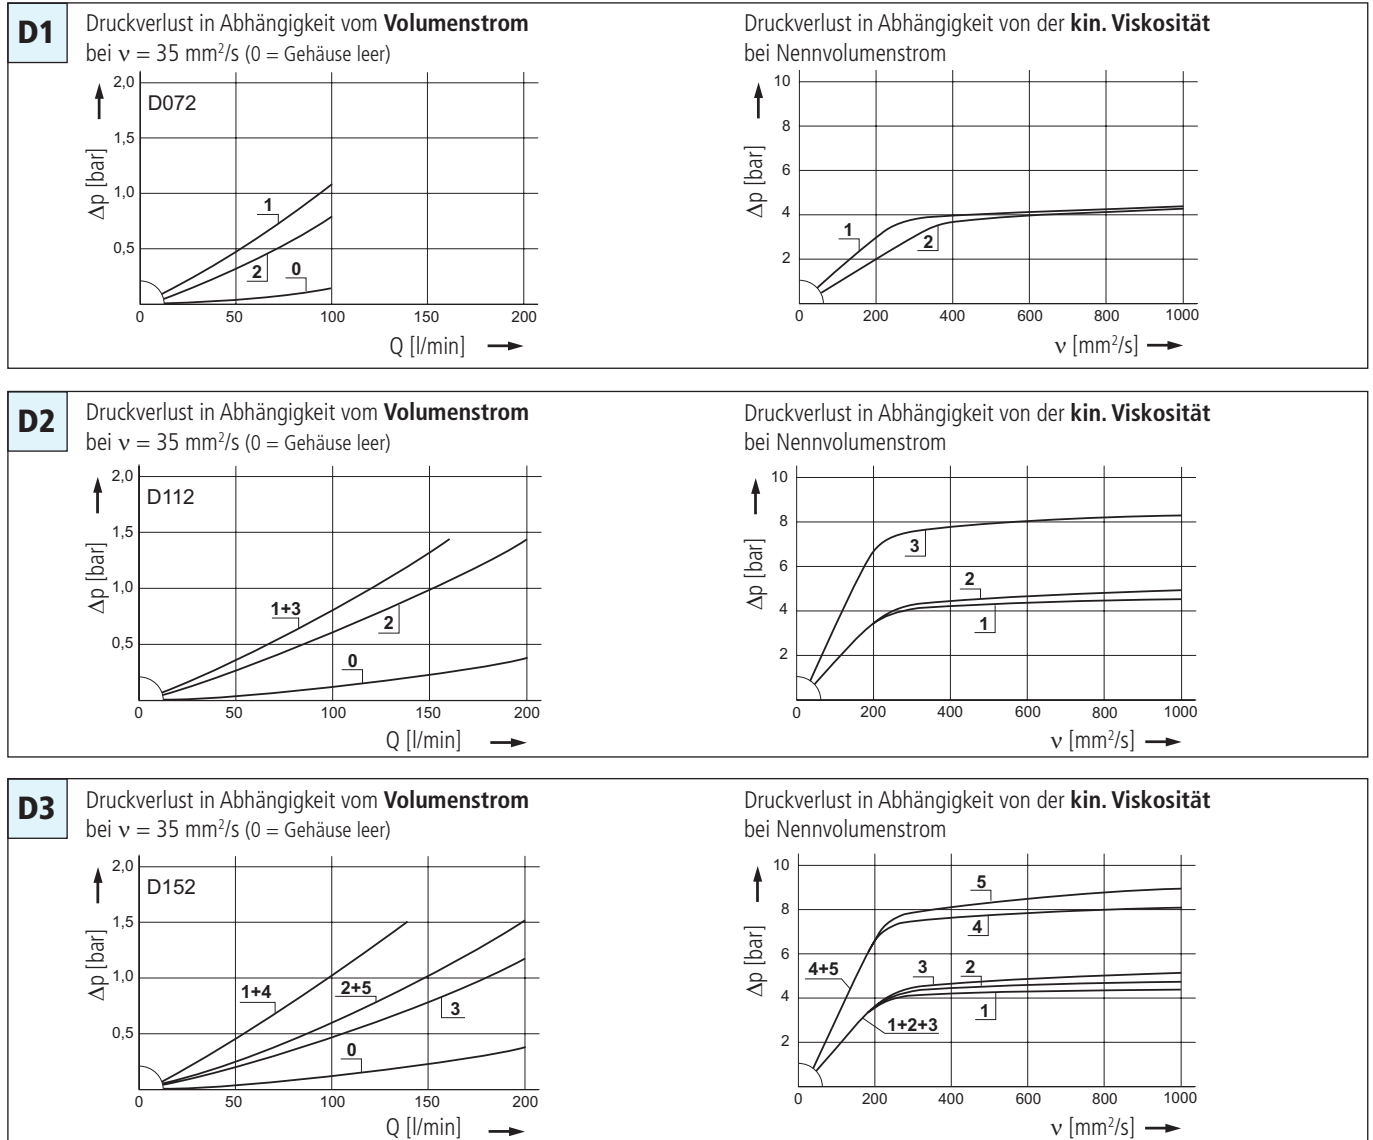 D1
Druckverlust in Abhängigkeit vom Volumenstrom
bei ν = 35 mm²/s (0 = Gehäuse leer)
2,0
D072
1,5
Δp [bar]
1,0
1
0,5
2
0
0 50 100 150 200
Q [l/min]
Druckverlust in Abhängigkeit von der kin. Viskosität
bei Nennvolumenstrom
10
8
Δp [bar]
6
4
1
2
2
0 200 400 600 800 1000
ν [mm²/s]
D2
Druckverlust in Abhängigkeit vom Volumenstrom
bei ν = 35 mm²/s (0 = Gehäuse leer)
2,0
D112
1,5
Δp [bar]
1,0
1+3
2
0,5
0
0 50 100 150 200
Q [l/min]
Druckverlust in Abhängigkeit von der kin. Viskosität
bei Nennvolumenstrom
10
8
3
Δp [bar]
6
2
4
1
2
0 200 400 600 800 1000
ν [mm²/s]
D3
Druckverlust in Abhängigkeit vom Volumenstrom
bei ν = 35 mm²/s (0 = Gehäuse leer)
2,0
D152
1,5
Δp [bar]
1,0
1+4
2+5
3
0,5
0
0 50 100 150 200
Q [l/min]
Druckverlust in Abhängigkeit von der kin. Viskosität
bei Nennvolumenstrom
10
5
8
4
Δp [bar]
6
4+5
3
2
4
1
1+2+3
2
0 200 400 600 800 1000
ν [mm²/s]